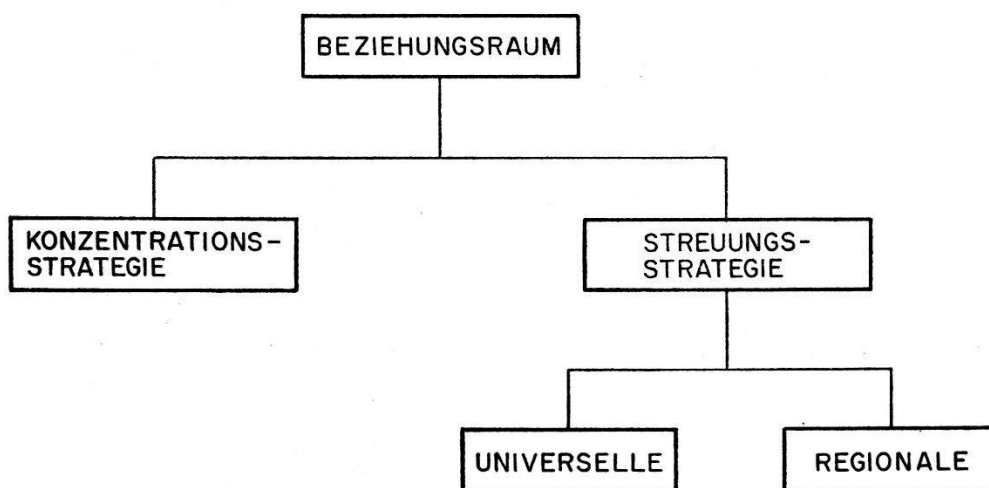 BEZIEHUNGSRAUM
KONZENTRATIONS-
STRATEGIE
STREUUNGS-
STRATEGIE
UNIVERSELLE
REGIONALE